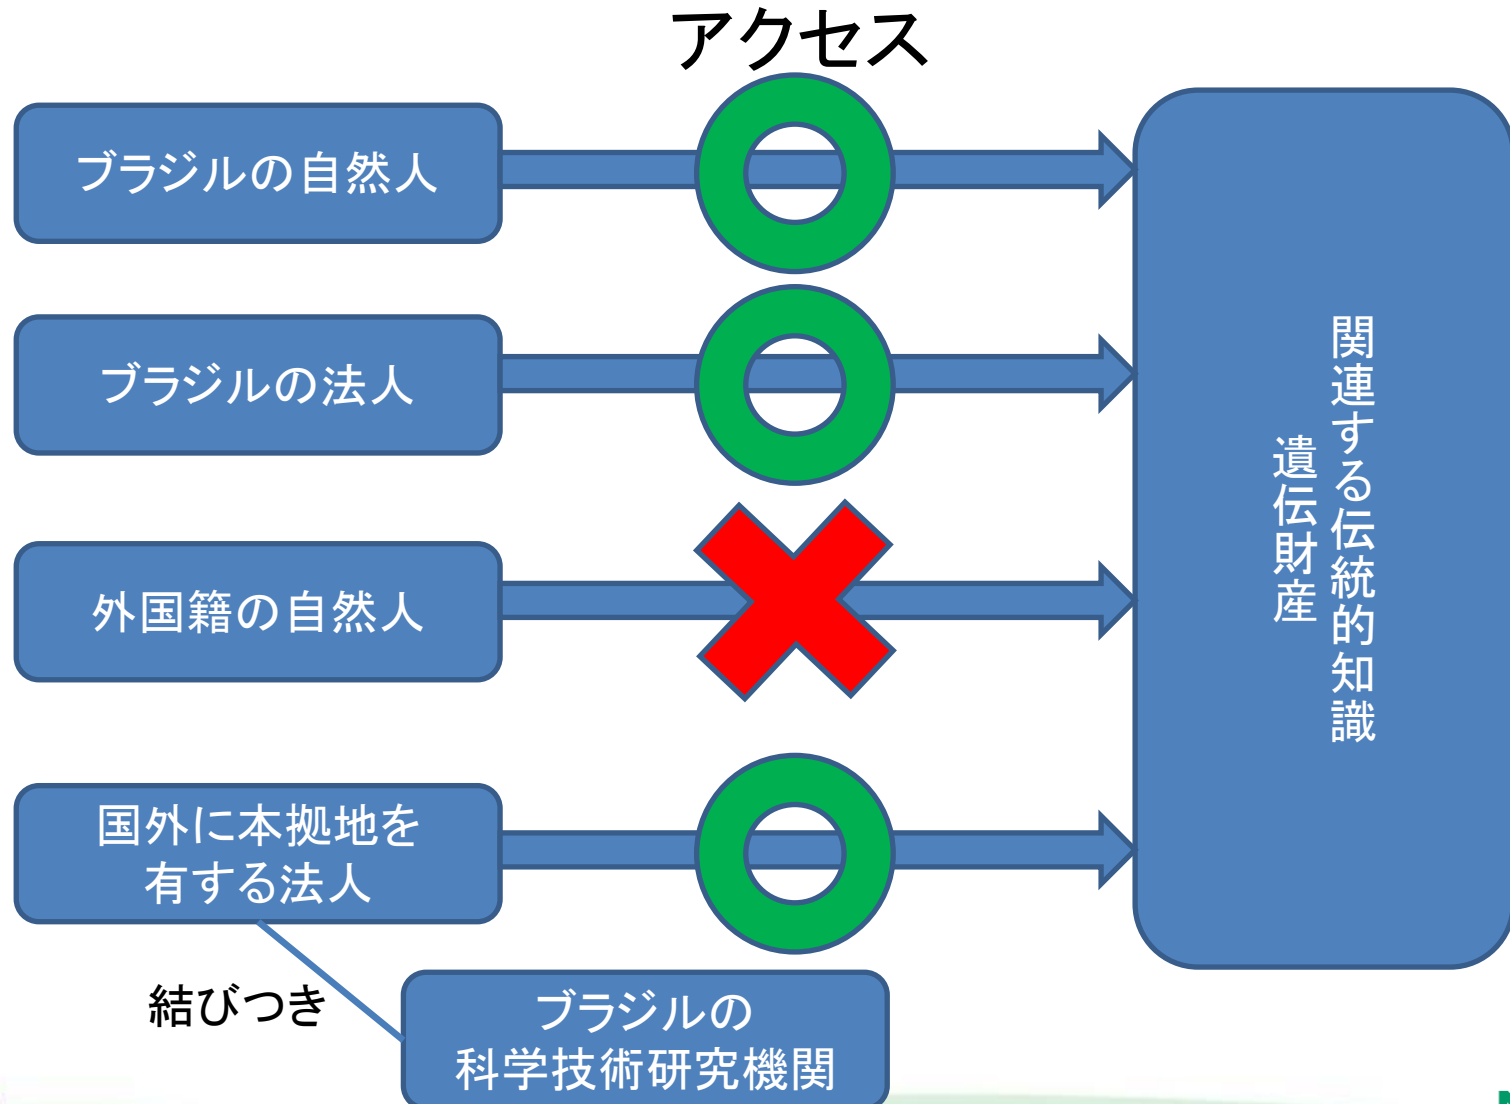 アクセス
ブラジルの自然人
ブラジルの法人
外国籍の自然人
国外に本拠地を
有する法人
結びつき
ブラジルの
科学技術研究機関
関連する伝統的知識
遺伝財産